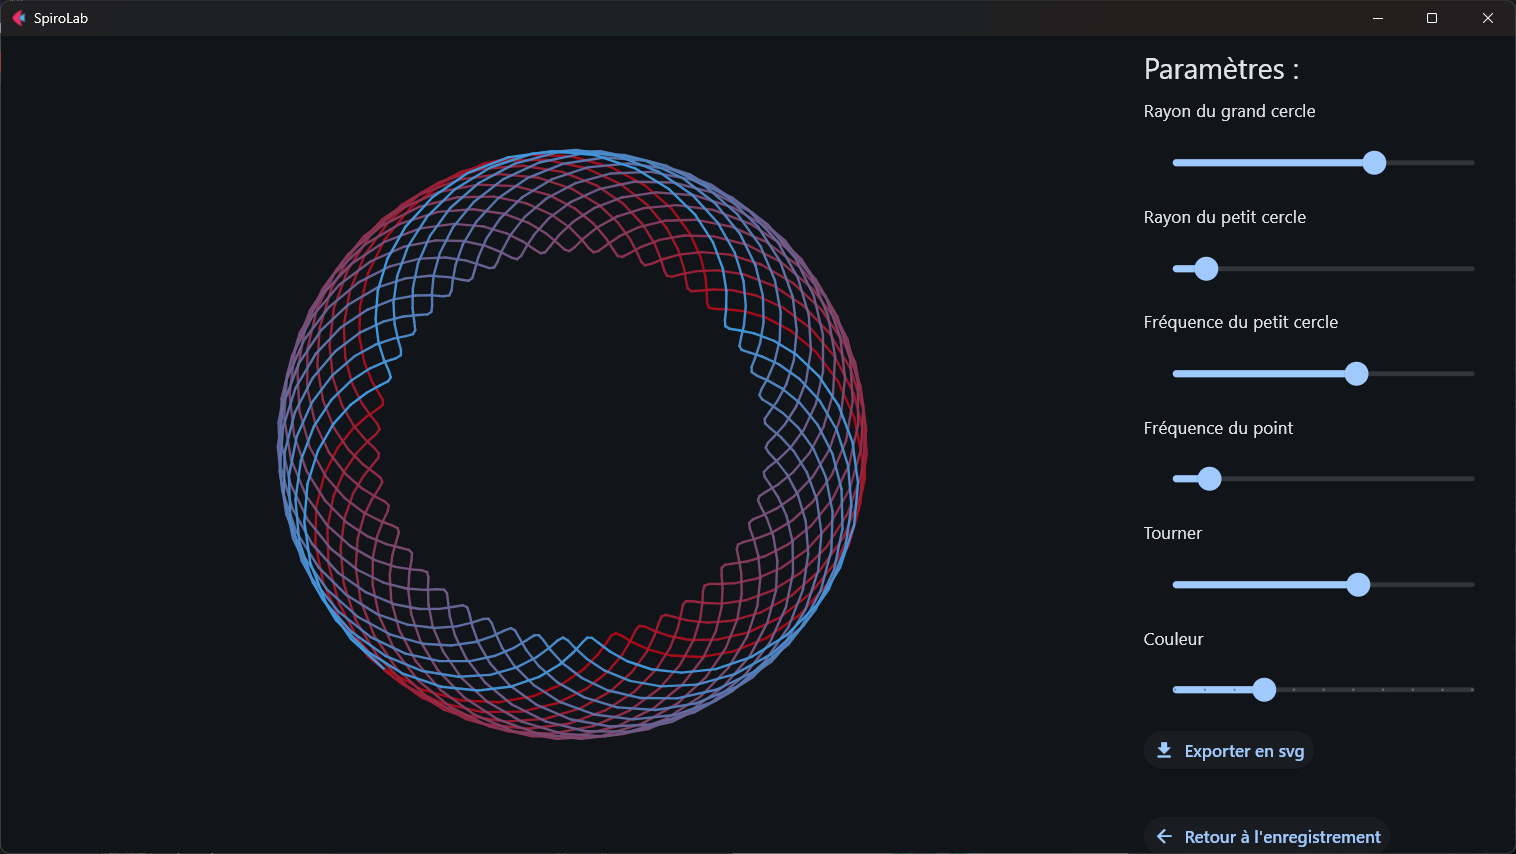 SpiroLab
Paramètres :
Rayon du grand cercle
Rayon du petit cercle
Fréquence du petit cercle
Fréquence du point
Tourner
Couleur
Exporter en svg
Retour à l'enregistrement